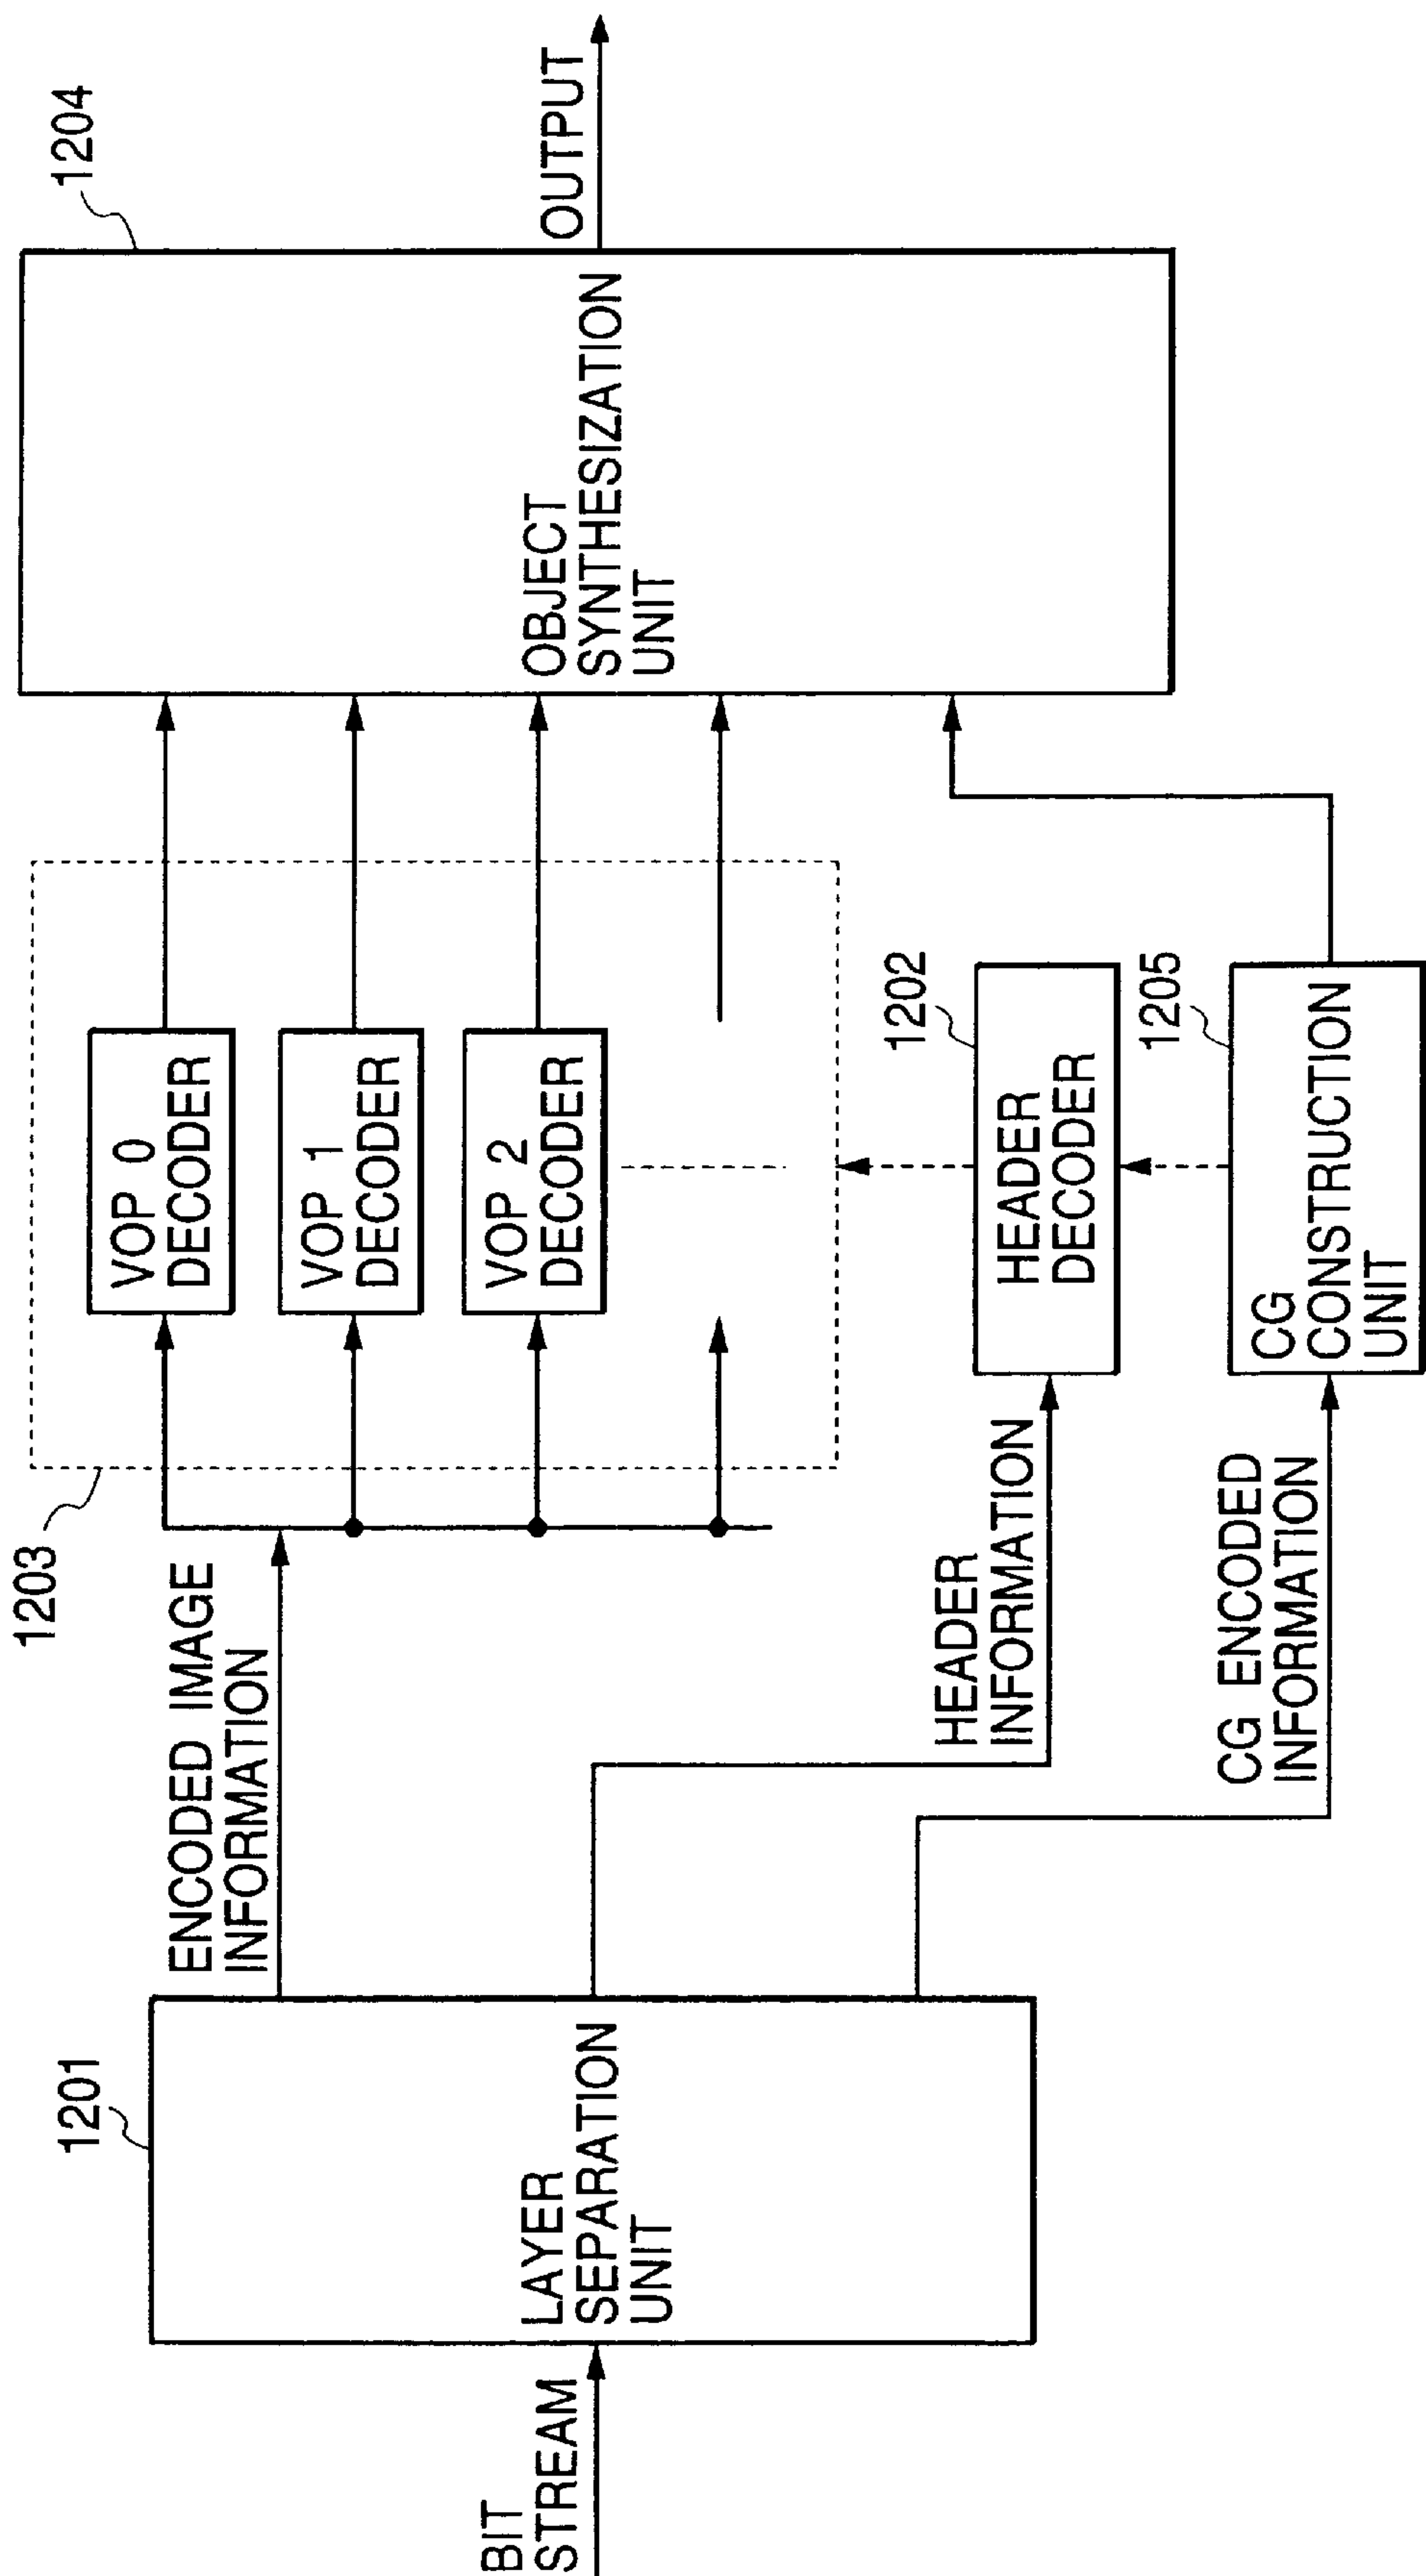 BIT
STREAM
1201
LAYER
SEPARATION
UNIT
ENCODED IMAGE
INFORMATION
HEADER
INFORMATION
CG ENCODED
INFORMATION
1203
VOP 0
DECODER
VOP 1
DECODER
VOP 2
DECODER
1202
HEADER
DECODER
1205
CG
CONSTRUCTION
UNIT
1204
OBJECT
SYNTHESIZATION
UNIT
OUTPUT